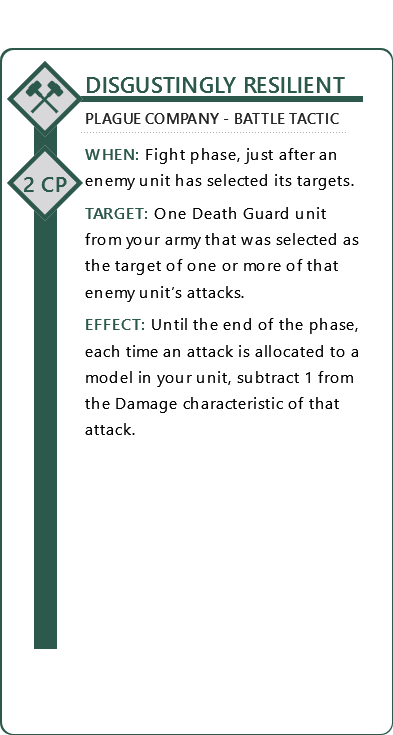 DISGUSTINGLY RESILIENT
PLAGUE COMPANY - BATTLE TACTIC
WHEN: Fight phase, just after an
2 CP
enemy unit has selected its targets.
TARGET: One Death Guard unit
from your army that was selected as
the target of one or more of that
enemy unit's attacks.
EFFECT: Until the end of the phase,
each time an attack is allocated to a
model in your unit, subtract 1 from
the Damage characteristic of that
attack.